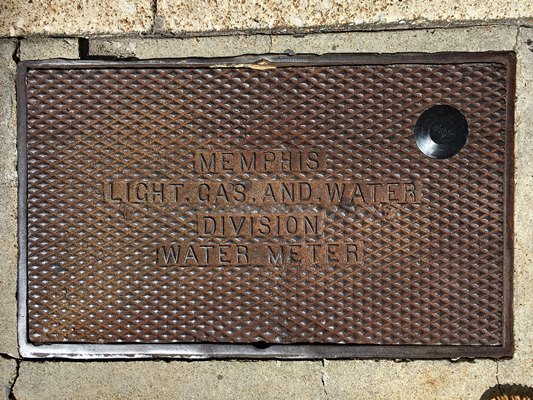 MEMPHIS
LIGHT. GAS. AND. WATER
DIVISION
WATER METER